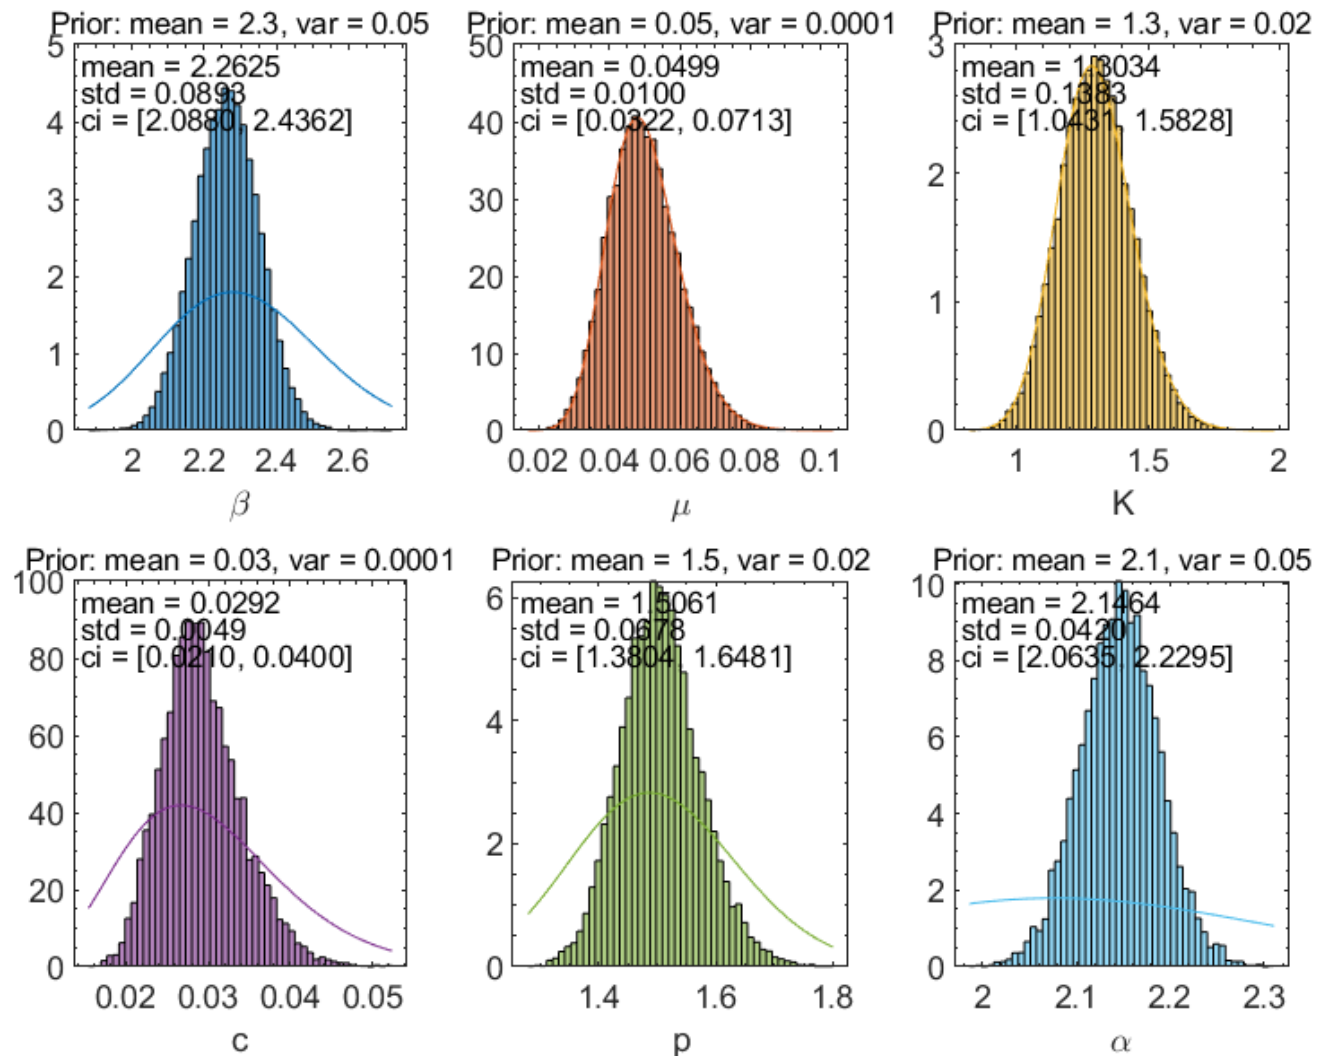 Prior: mean = 2.3, var = 0.05
mean = 2.2625
std = 0.0893
ci = [2.0880, 2.4362]
5
4
3
2
1
0
2 2.2 2.4 2.6
β
Prior: mean = 0.05, var = 0.0001
mean = 0.0499
std = 0.0100
ci = [0.0322, 0.0713]
50
40
30
20
10
0
0.02 0.04 0.06 0.08 0.1
μ
Prior: mean = 1.3, var = 0.02
mean = 1.3034
std = 0.1383
ci = [1.0431, 1.5828]
3
2
1
0
1 1.5 2
K
Prior: mean = 0.03, var = 0.0001
mean = 0.0292
std = 0.0049
ci = [0.0210, 0.0400]
100
80
60
40
20
0
0.02 0.03 0.04 0.05
c
Prior: mean = 1.5, var = 0.02
mean = 1.5061
std = 0.0678
ci = [1.3804, 1.6481]
6
4
2
0
1.4 1.6 1.8
p
Prior: mean = 2.1, var = 0.05
mean = 2.1464
std = 0.0420
ci = [2.0635, 2.2295]
10
8
6
4
2
0
2 2.1 2.2 2.3
α